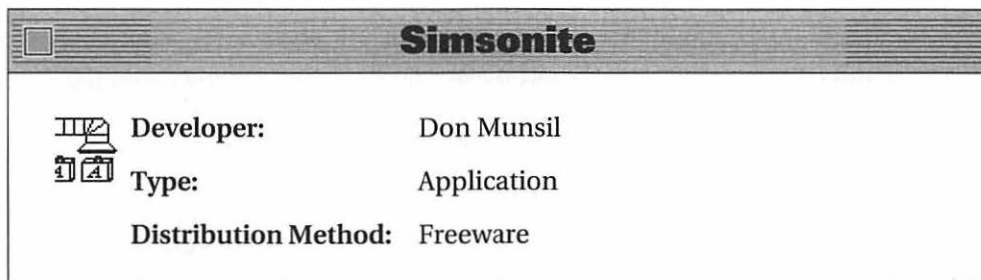 Simsonite
Developer: Don Munsil
Type: Application
Distribution Method: Freeware